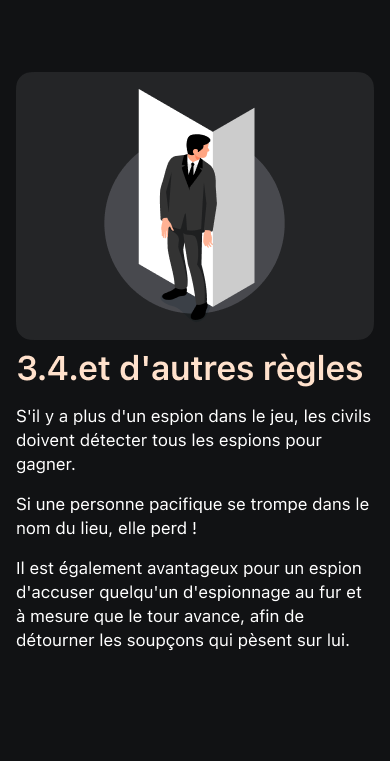 3.4.et d'autres règles
S'il y a plus d'un espion dans le jeu, les civils
doivent détecter tous les espions pour
gagner.
Si une personne pacifique se trompe dans le
nom du lieu, elle perd !
Il est également avantageux pour un espion
d'accuser quelqu'un d'espionnage au fur et
à mesure que le tour avance, afin de
détourner les soupçons qui pèsent sur lui.